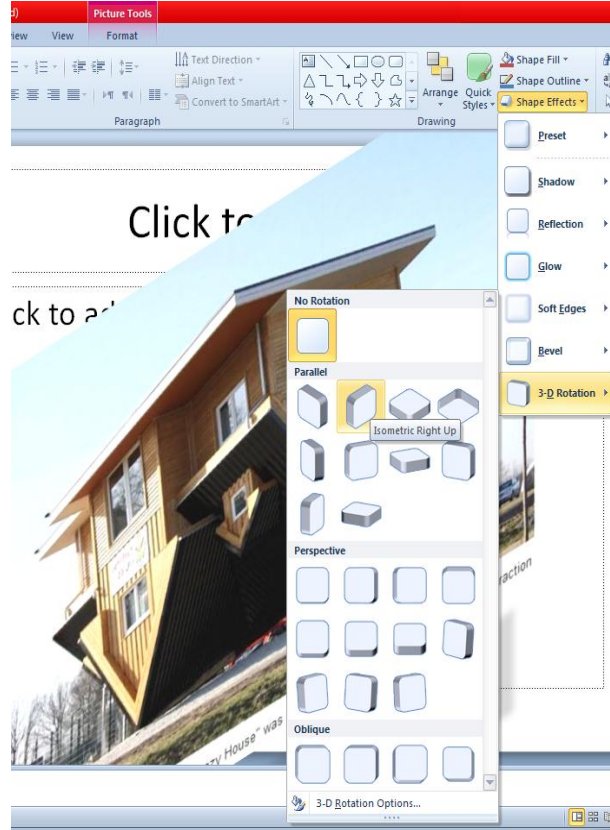 d)
Picture Tools
iew
View
Format
Text Direction
Align Text
Convert to SmartArt
Arrange
Quick Styles
Shape Fill
Shape Outline
Shape Effects
Paragraph
Drawing
Preset
Shadow
Reflection
Glow
Soft Edges
Bevel
3-D Rotation
Click to
ck to ad
No Rotation
Parallel
Isometric Right Up
Perspective
Oblique
3-D Rotation Options...
raction
zy House" was